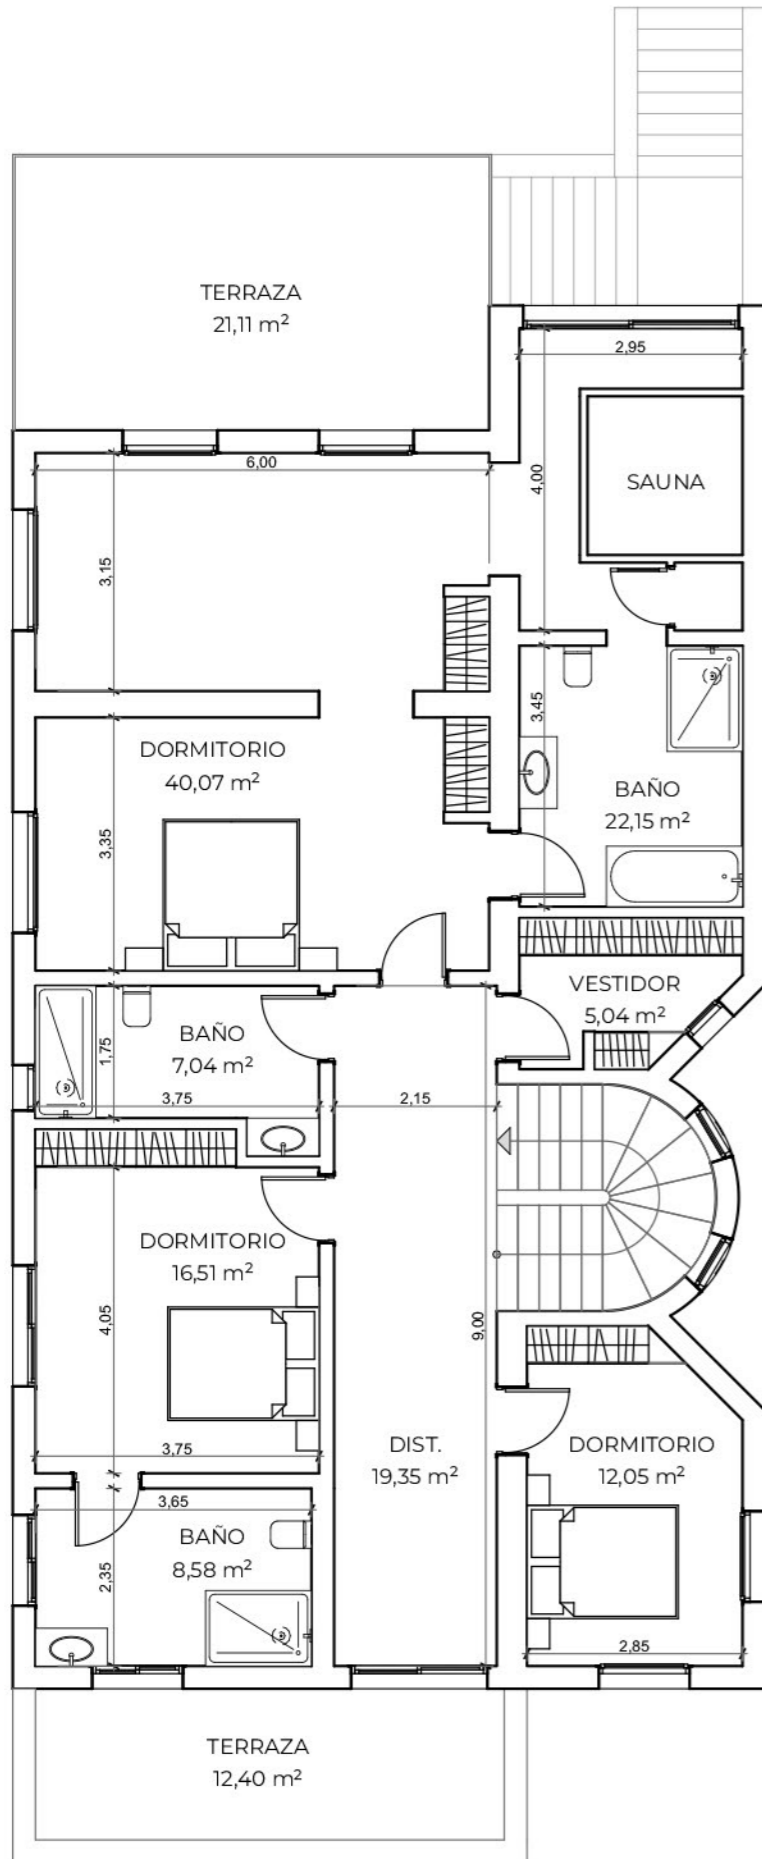 TERRAZA
21,11 m²
2,95
6,00
4,00
SAUNA
3,15
3,45
DORMITORIO
40,07 m²
BAÑO
22,15 m²
3,35
VESTIDOR
5,04 m²
BAÑO
7,04 m²
1,75
3,75
2,15
DORMITORIO
16,51 m²
4,05
9,00
3,75
DIST.
19,35 m²
DORMITORIO
12,05 m²
3,65
BAÑO
8,58 m²
2,35
2,85
TERRAZA
12,40 m²